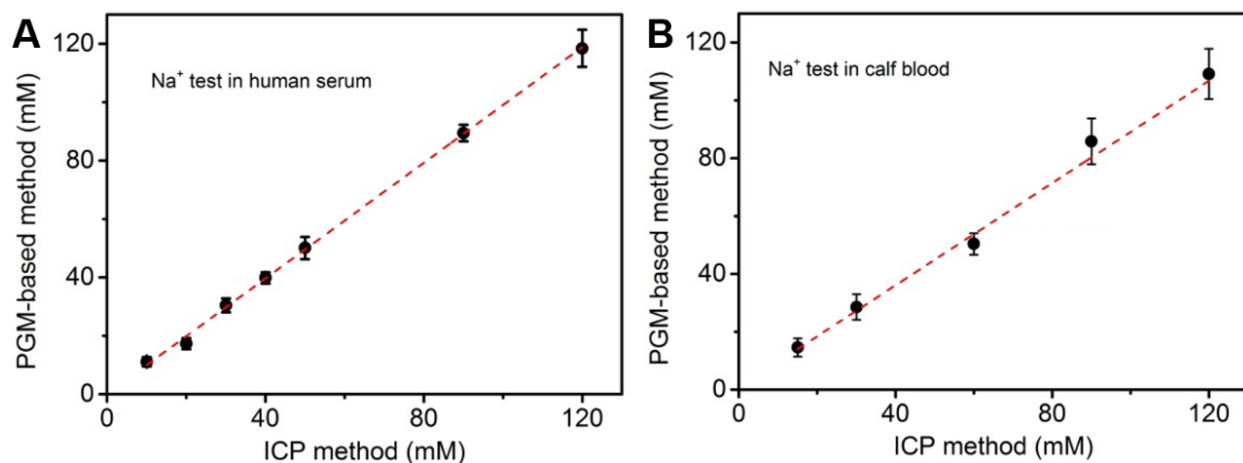 A
PGM-based method (mM)
120
80
40
0
Na⁺ test in human serum
0
40
80
120
ICP method (mM)
B
PGM-based method (mM)
120
80
40
0
Na⁺ test in calf blood
0
40
80
120
ICP method (mM)